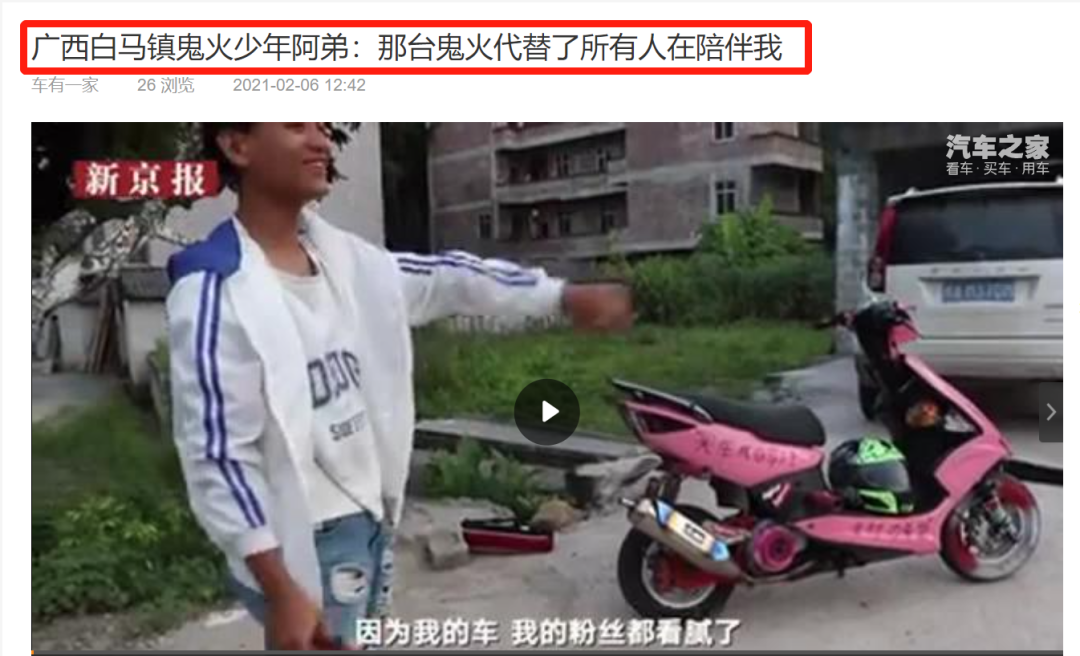 广西白马镇鬼火少年阿弟：那台鬼火代替了所有人在陪伴我
车有一家 26 浏览 2021-02-06 12:42
新京报
汽车之家
看车·买车·用车
因为我的车 我的粉丝都看腻了